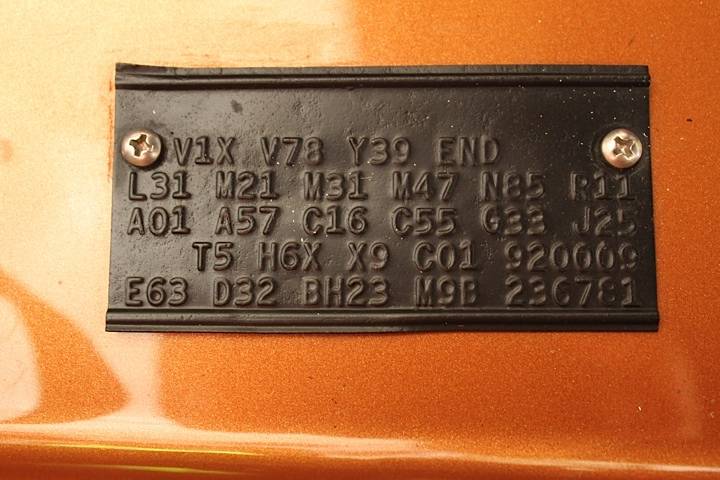 V1X V78 Y39 END
L31 M21 M31 M47 N85 R11
A01 A57 C16 C55 G33 J25
T5 H6X X9 C01 920009
E63 D32 BH23 M9B 236781